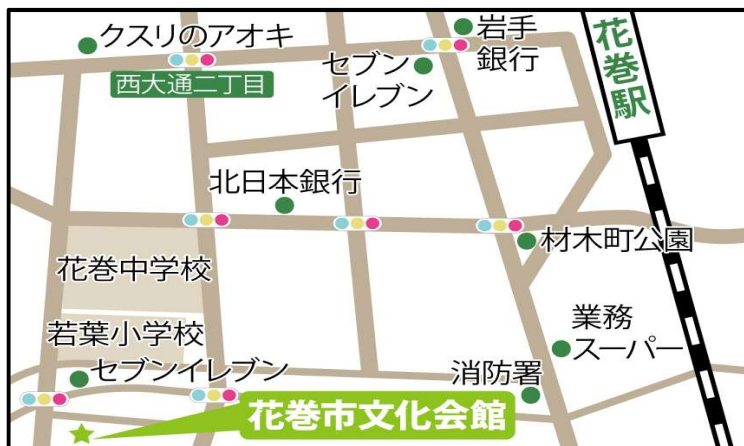 クスリのアオキ
西大通二丁目
セブン
イレブン
岩手
銀行
花巻駅
北日本銀行
材木町公園
花巻中学校
若葉小学校
セブンイレブン
業務
スーパー
消防署
花巻市文化会館